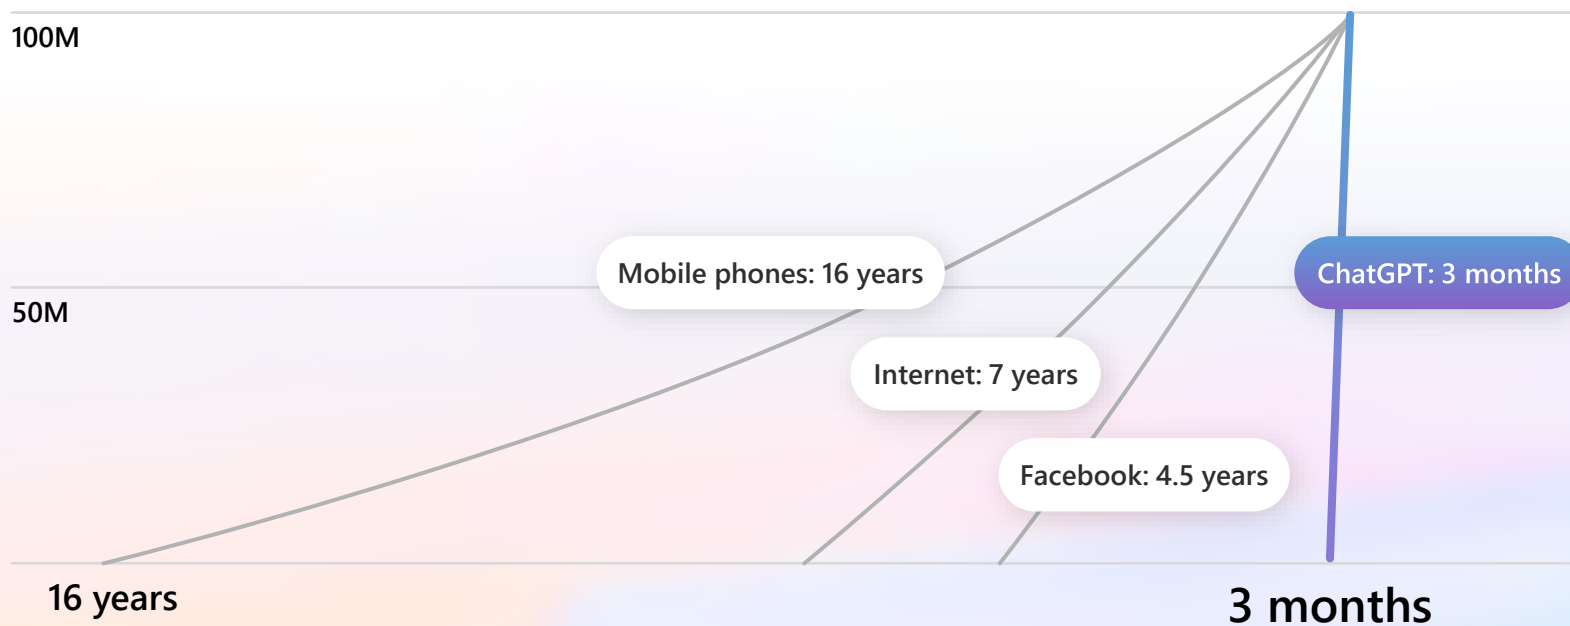 100M
Mobile phones: 16 years
ChatGPT: 3 months
50M
Internet: 7 years
Facebook: 4.5 years
16 years
3 months